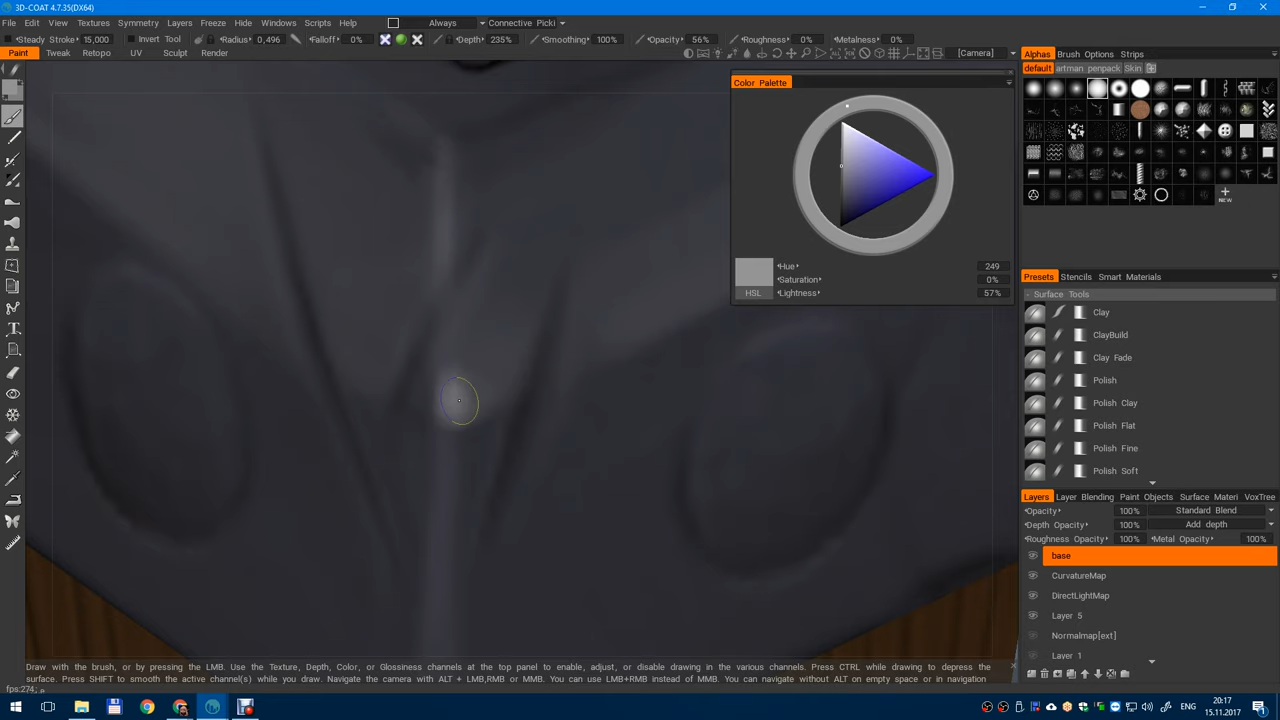 3D-COAT 4.7.35(DX64)
File Edit View Textures Symmetry Layers Freeze Hide Windows Scripts Help Always Connective Picki
Steady Stroke 15,000 Invert Tool Radius 0,496 Falloff 0% Depth 235% Smoothing 100% Opacity 56% Roughness 0% Metalness 0%
Paint Tweak Retopo UV Sculpt Render [Camera]
Color Palette
Hue 249
Saturation 0%
HSL Lightness 57%
Alphas Brush Options Strips
default artman penpack Skin
NEW
Presets Stencils Smart Materials
- Surface Tools
Clay
ClayBuild
Clay Fade
Polish
Polish Clay
Polish Flat
Polish Fine
Polish Soft
Layers Layer Blending Paint Objects Surface Materi VoxTree
Opacity 100% Standard Blend
Depth Opacity 100% Add depth
Roughness Opacity 100% Metal Opacity 100%
base
CurvatureMap
DirectLightMap
Layer 5
Normalmap[ext]
Layer 1
Draw with the brush, or by pressing the LMB. Use the Texture, Depth, Color, or Glossiness channels at the top panel to enable, adjust, or disable drawing in the various channels. Press CTRL while drawing to depress the
surface. Press SHIFT to smooth the active channel(s) while you draw. Navigate the camera with ALT + LMB,RMB or MMB. You can use LMB+RMB instead of MMB. You can navigate without ALT on empty space or in navigation
fps:274;
ENG
20:17
15.11.2017
1